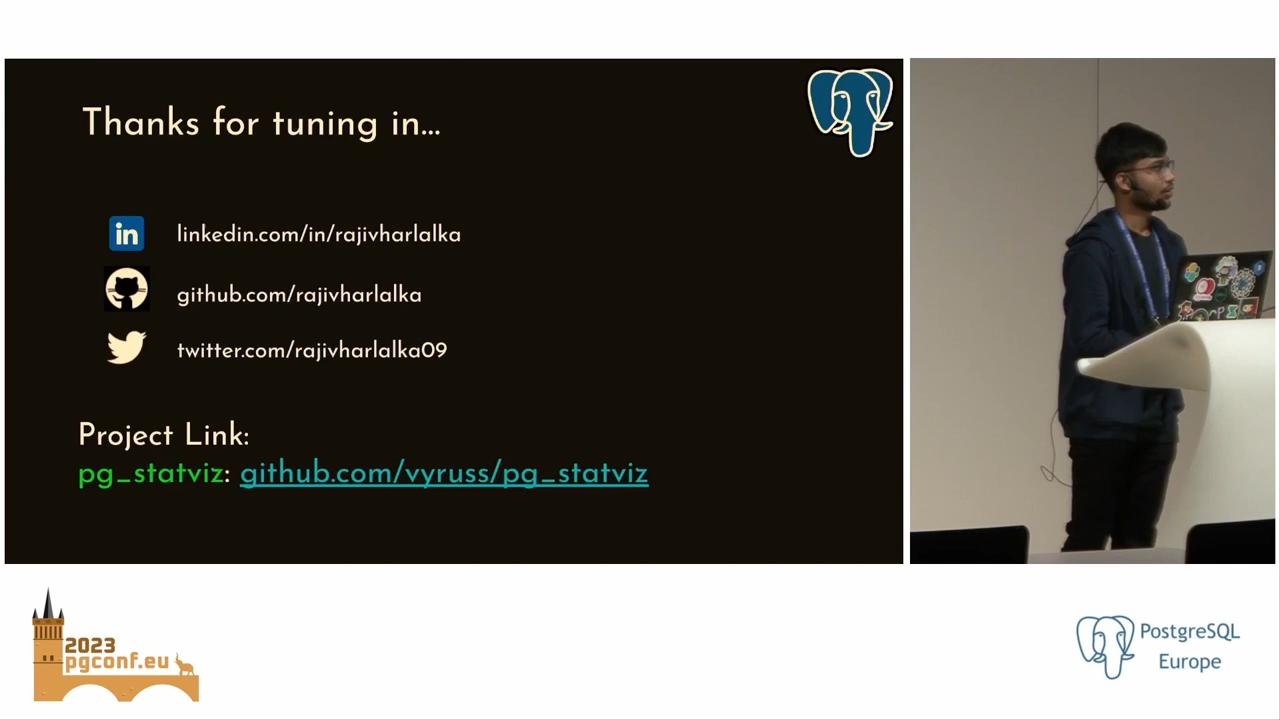 Thanks for tuning in...
in
linkedin.com/in/rajivharlalka
github.com/rajivharlalka
twitter.com/rajivharlalka09
Project Link:
pg_statviz: github.com/vyruss/pg_statviz
2023
pgconf.eu
PostgreSQL
Europe